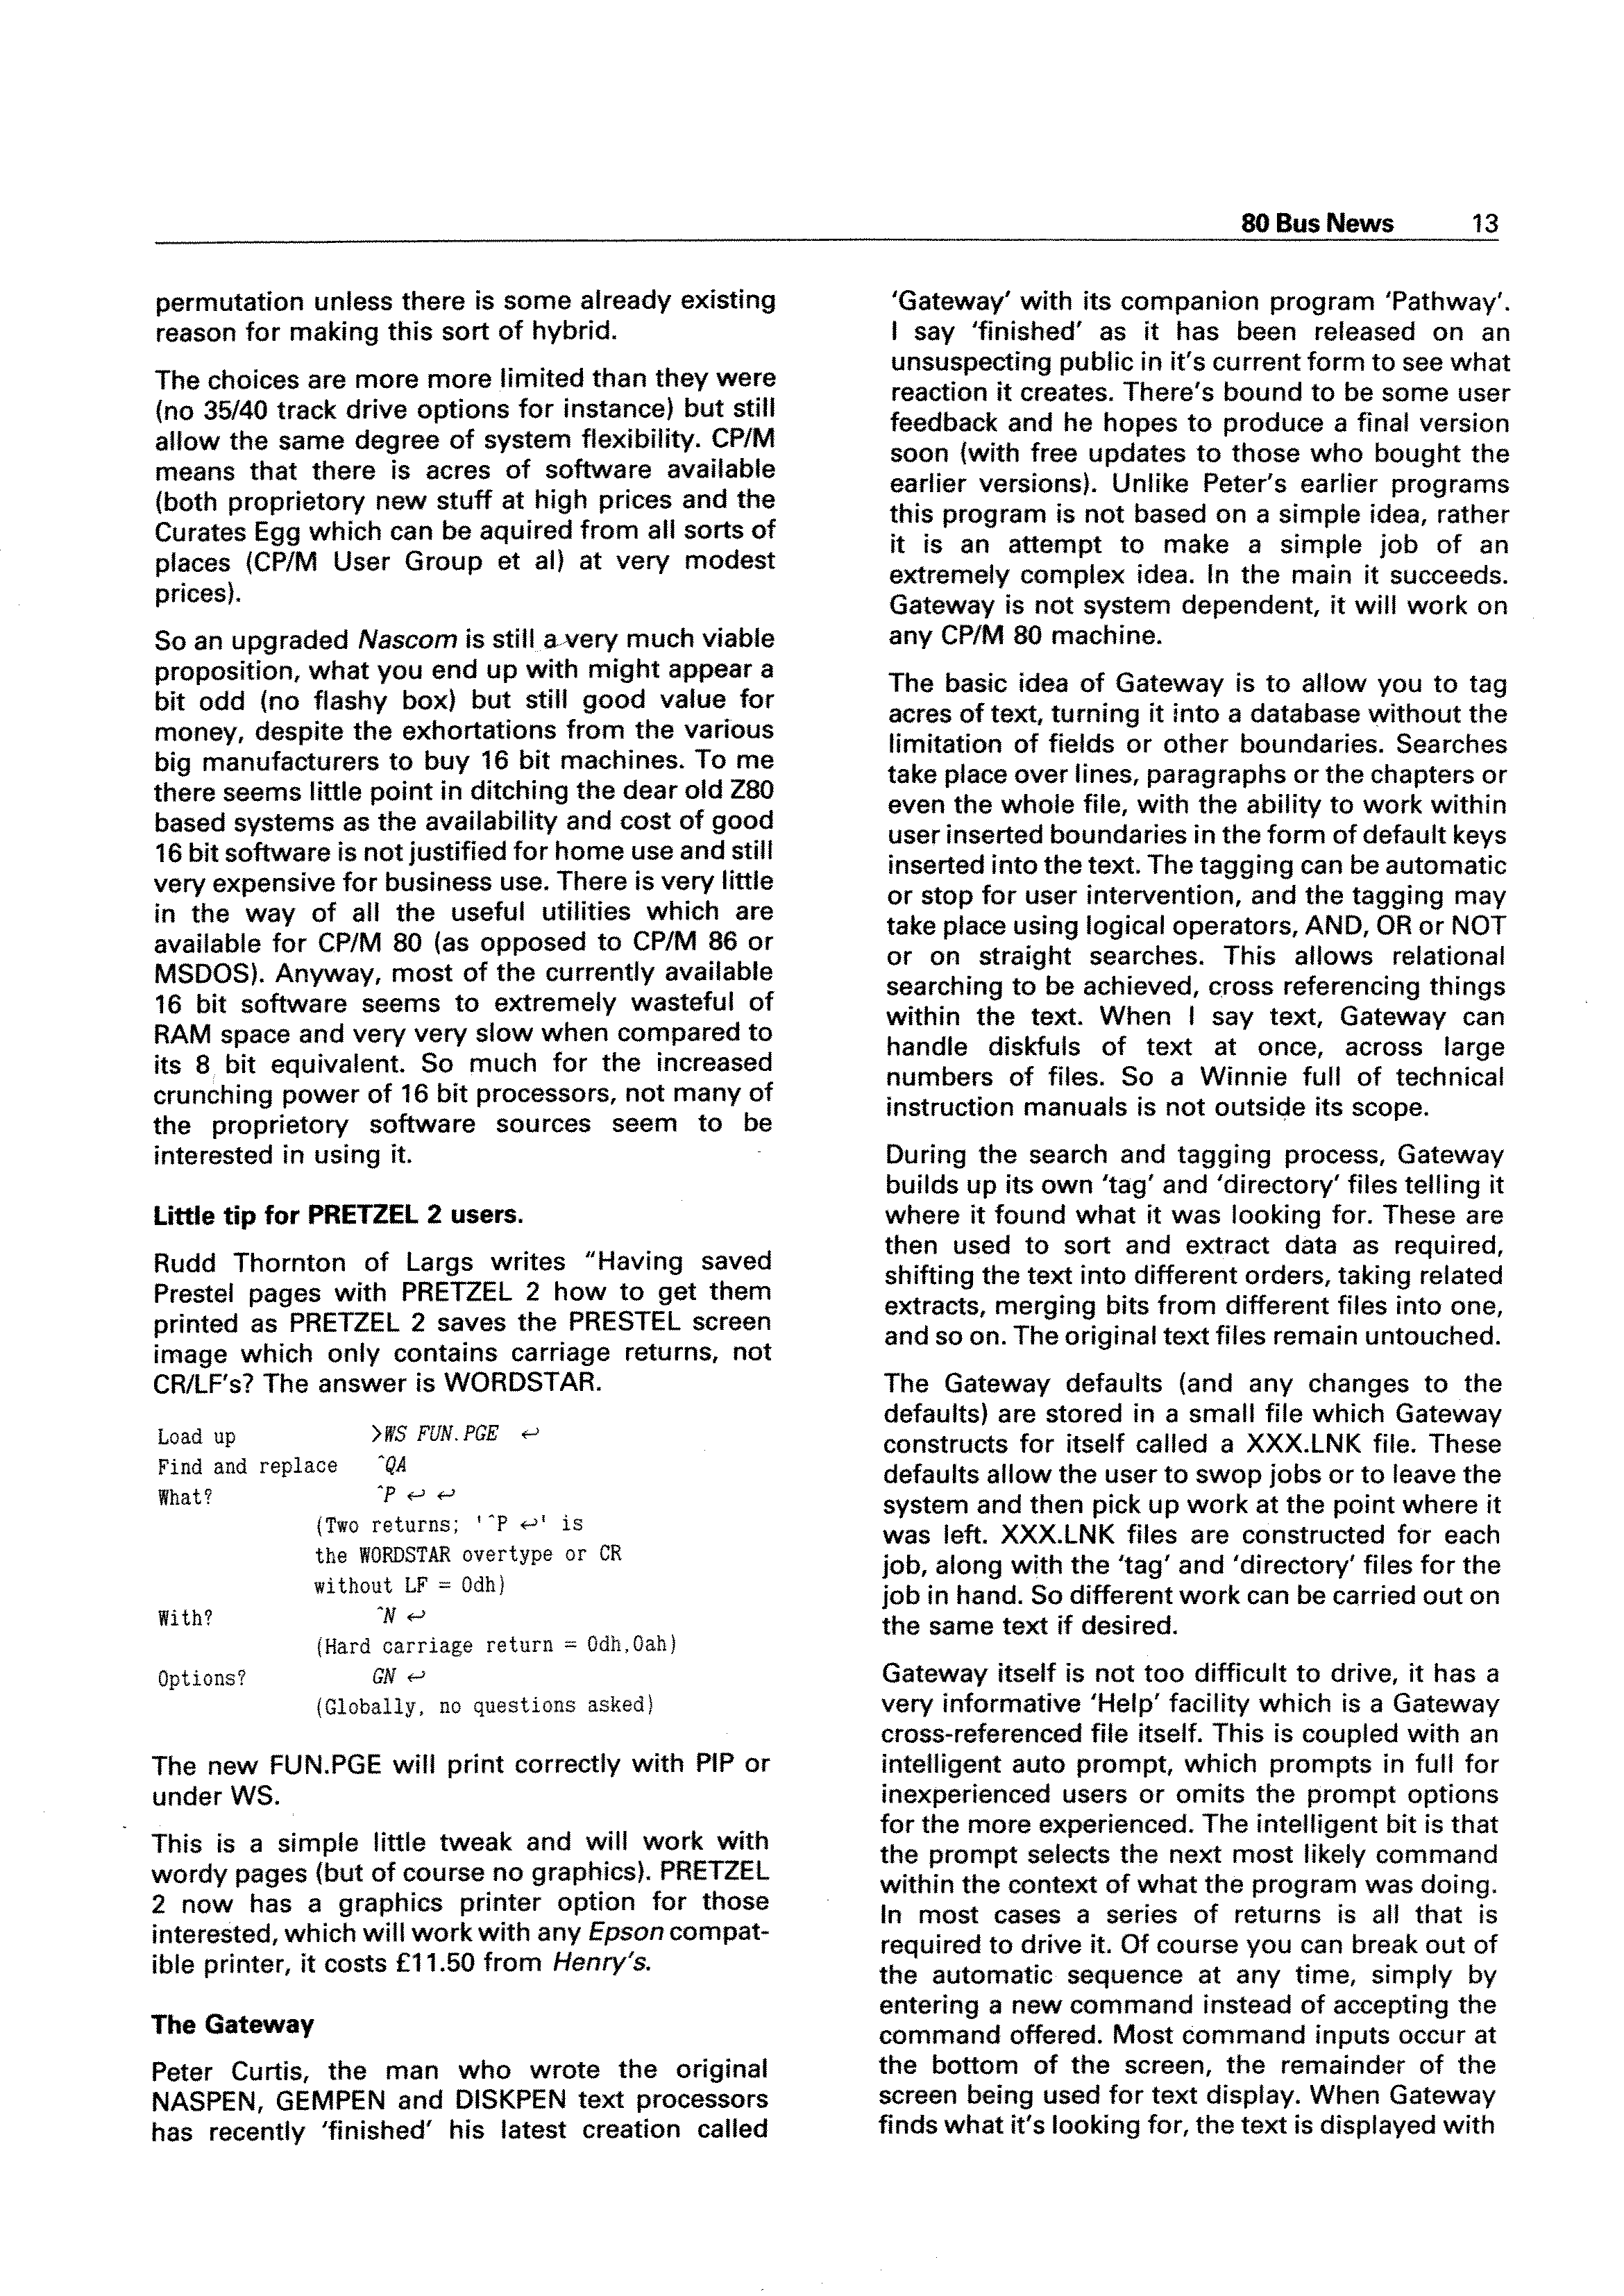 80 Bus News 13
permutation unless there is some already existing
reason for making this sort of hybrid.
The choices are more more limited than they were
(no 35/40 track drive options for instance) but still
allow the same degree of system flexibility. CP/M
means that there is acres of software available
(both proprietory new stuff at high prices and the
Curates Egg which can be aquired from all sorts of
places (CP/M User Group et al) at very modest
prices).
So an upgraded Nascom is still a very much viable
proposition, what you end up with might appear a
bit odd (no flashy box) but still good value for
money, despite the exhortations from the various
big manufacturers to buy 16 bit machines. To me
there seems little point in ditching the dear old Z80
based systems as the availability and cost of good
16 bit software is not justified for home use and still
very expensive for business use. There is very little
in the way of all the useful utilities which are
available for CP/M 80 (as opposed to CP/M 86 or
MSDOS). Anyway, most of the currently available
16 bit software seems to extremely wasteful of
RAM space and very very slow when compared to
its 8 bit equivalent. So much for the increased
crunching power of 16 bit processors, not many of
the proprietory software sources seem to be
interested in using it.
Little tip for PRETZEL 2 users.
Rudd Thornton of Largs writes "Having saved
Prestel pages with PRETZEL 2 how to get them
printed as PRETZEL 2 saves the PRESTEL screen
image which only contains carriage returns, not
CR/LF's? The answer is WORDSTAR.
Load up >WS FUN.PGE ↵
Find and replace ^QA
What? ^P ↵ ↵
(Two returns; '^P ↵' is
the WORDSTAR overtype or CR
without LF = 0dh)
With? ^N ↵
(Hard carriage return = 0dh,0ah)
Options? GN ↵
(Globally, no questions asked)
The new FUN.PGE will print correctly with PIP or
under WS.
This is a simple little tweak and will work with
wordy pages (but of course no graphics). PRETZEL
2 now has a graphics printer option for those
interested, which will work with any Epson compat-
ible printer, it costs £11.50 from Henry's.
The Gateway
Peter Curtis, the man who wrote the original
NASPEN, GEMPEN and DISKPEN text processors
has recently 'finished' his latest creation called
'Gateway' with its companion program 'Pathway'.
I say 'finished' as it has been released on an
unsuspecting public in it's current form to see what
reaction it creates. There's bound to be some user
feedback and he hopes to produce a final version
soon (with free updates to those who bought the
earlier versions). Unlike Peter's earlier programs
this program is not based on a simple idea, rather
it is an attempt to make a simple job of an
extremely complex idea. In the main it succeeds.
Gateway is not system dependent, it will work on
any CP/M 80 machine.
The basic idea of Gateway is to allow you to tag
acres of text, turning it into a database without the
limitation of fields or other boundaries. Searches
take place over lines, paragraphs or the chapters or
even the whole file, with the ability to work within
user inserted boundaries in the form of default keys
inserted into the text. The tagging can be automatic
or stop for user intervention, and the tagging may
take place using logical operators, AND, OR or NOT
or on straight searches. This allows relational
searching to be achieved, cross referencing things
within the text. When I say text, Gateway can
handle diskfuls of text at once, across large
numbers of files. So a Winnie full of technical
instruction manuals is not outside its scope.
During the search and tagging process, Gateway
builds up its own 'tag' and 'directory' files telling it
where it found what it was looking for. These are
then used to sort and extract data as required,
shifting the text into different orders, taking related
extracts, merging bits from different files into one,
and so on. The original text files remain untouched.
The Gateway defaults (and any changes to the
defaults) are stored in a small file which Gateway
constructs for itself called a XXX.LNK file. These
defaults allow the user to swop jobs or to leave the
system and then pick up work at the point where it
was left. XXX.LNK files are constructed for each
job, along with the 'tag' and 'directory' files for the
job in hand. So different work can be carried out on
the same text if desired.
Gateway itself is not too difficult to drive, it has a
very informative 'Help' facility which is a Gateway
cross-referenced file itself. This is coupled with an
intelligent auto prompt, which prompts in full for
inexperienced users or omits the prompt options
for the more experienced. The intelligent bit is that
the prompt selects the next most likely command
within the context of what the program was doing.
In most cases a series of returns is all that is
required to drive it. Of course you can break out of
the automatic sequence at any time, simply by
entering a new command instead of accepting the
command offered. Most command inputs occur at
the bottom of the screen, the remainder of the
screen being used for text display. When Gateway
finds what it's looking for, the text is displayed with